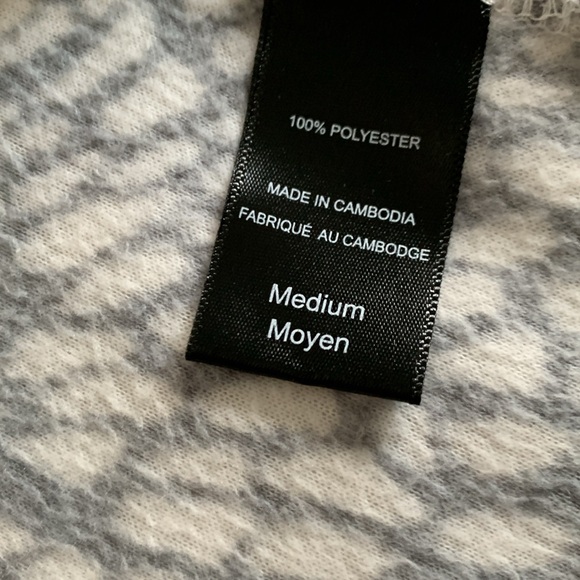 100% POLYESTER
MADE IN CAMBODIA
FABRIQUÉ AU CAMBODGE
Medium
Moyen